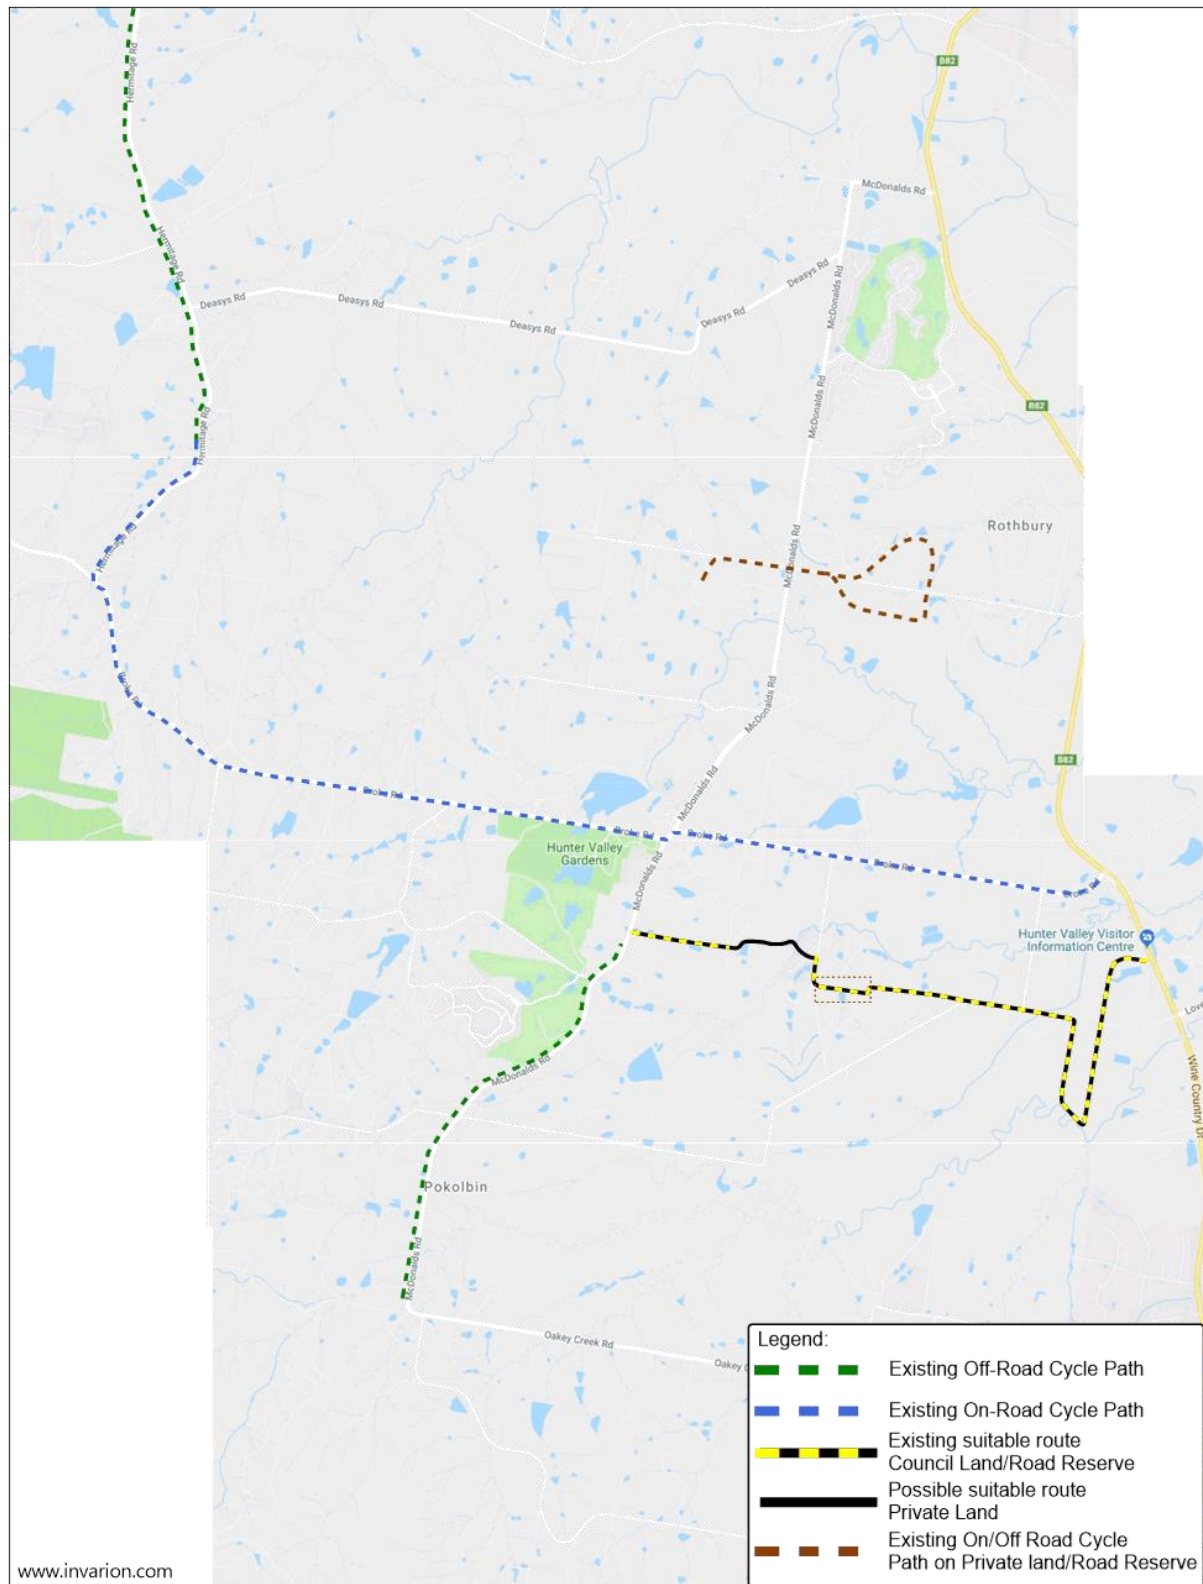 Hermitage Rd
B82
McDonalds Rd
Hermitage Rd
Deasys Rd
Deasys Rd
Deasys Rd
Deasys Rd
Deasys Rd
McDonalds Rd
McDonalds Rd
B82
Hermitage Rd
Rothbury
Hermitage Rd
McDonalds Rd
McDonalds Rd
Broke Rd
McDonalds Rd
McDonalds Rd
B82
Broke Rd
Broke Rd
Broke Rd
Hunter Valley
Gardens
McDonalds Rd
Broke Rd
Broke Rd
Hunter Valley Visitor
Information Centre
Love
McDonalds Rd
Wine Country Dr
Pokolbin
McDonalds Rd
Oakey Creek Rd
Oakey C
Legend:
Existing Off-Road Cycle Path
Existing On-Road Cycle Path
Existing suitable route
Council Land/Road Reserve
Possible suitable route
Private Land
Existing On/Off Road Cycle
Path on Private land/Road Reserve
www.invarion.com